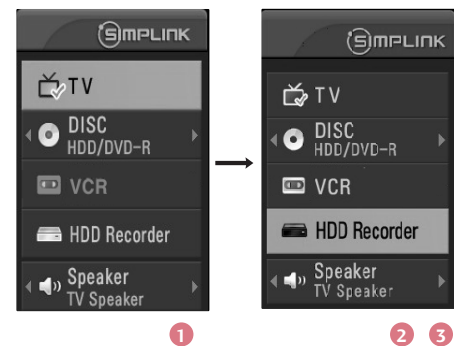 SIMPLINK
TV
DISC
HDD/DVD-R
VCR
HDD Recorder
Speaker
TV Speaker
1
SIMPLINK
TV
DISC
HDD/DVD-R
VCR
HDD Recorder
Speaker
TV Speaker
2 3